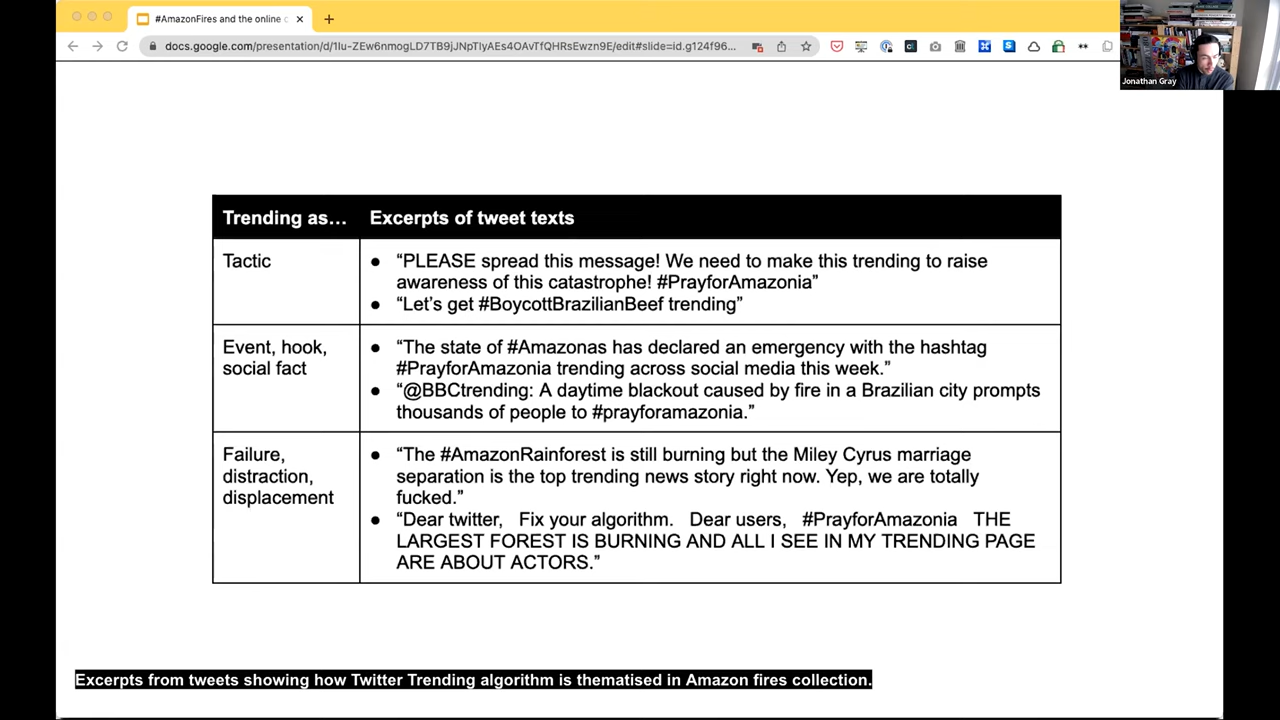 #AmazonFires and the online c
docs.google.com/presentation/d/1Iu-ZEw6nmogLD7TB9jJNpTIyAEs4OAvTfQHRsEwzn9E/edit#slide=id.g124f96...
Jonathan Gray
Trending as… Excerpts of tweet texts
Tactic
● “PLEASE spread this message! We need to make this trending to raise
awareness of this catastrophe! #PrayforAmazonia”
● “Let’s get #BoycottBrazilianBeef trending”
Event, hook,
social fact
● “The state of #Amazonas has declared an emergency with the hashtag
#PrayforAmazonia trending across social media this week.”
● “@BBCtrending: A daytime blackout caused by fire in a Brazilian city prompts
thousands of people to #prayforamazonia.”
Failure,
distraction,
displacement
● “The #AmazonRainforest is still burning but the Miley Cyrus marriage
separation is the top trending news story right now. Yep, we are totally
fucked.”
● “Dear twitter, Fix your algorithm. Dear users, #PrayforAmazonia THE
LARGEST FOREST IS BURNING AND ALL I SEE IN MY TRENDING PAGE
ARE ABOUT ACTORS.”
Excerpts from tweets showing how Twitter Trending algorithm is thematised in Amazon fires collection.